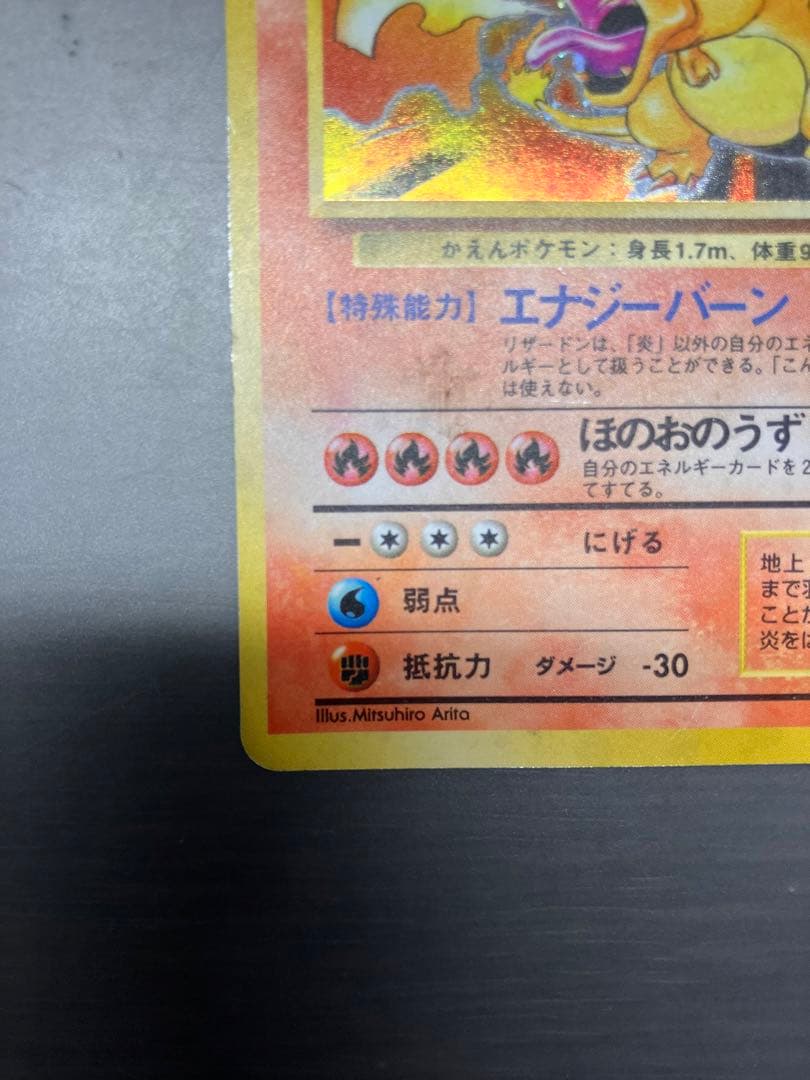 かえんポケモン：身長1.7m、体重9
【特殊能力】 エナジーバーン
リザードンは、「炎」以外の自分のエネ
ルギーとして扱うことができる。「こん
は使えない。
ほのおのうず
自分のエネルギーカードを2
てすてる。
にげる
弱点
抵抗力 ダメージ -30
地上
まで
ことが
炎をは
Illus.Mitsuhiro Arita